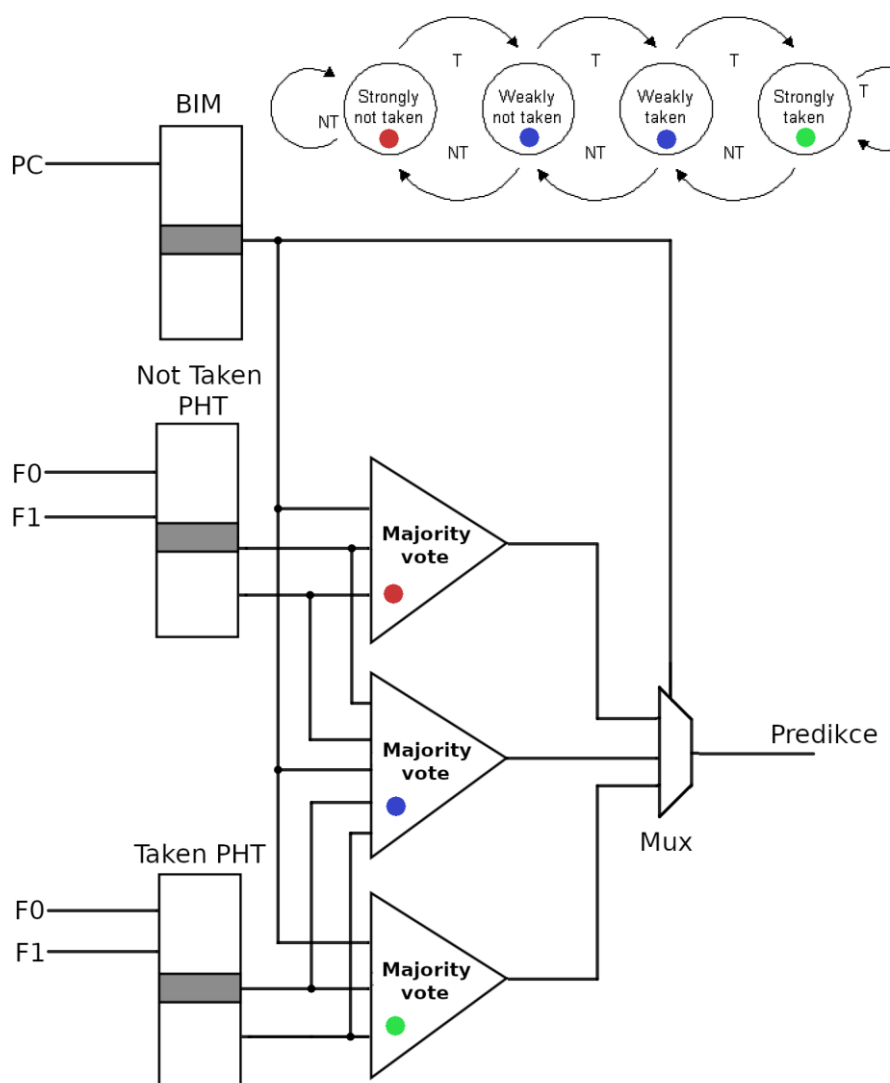 T
T
T
T
NT
NT
NT
NT
Strongly
not taken
Weakly
not taken
Weakly
taken
Strongly
taken
BIM
PC
Not Taken
PHT
F0
F1
Majority
vote
Majority
vote
Predikce
Mux
Taken PHT
F0
F1
Majority
vote